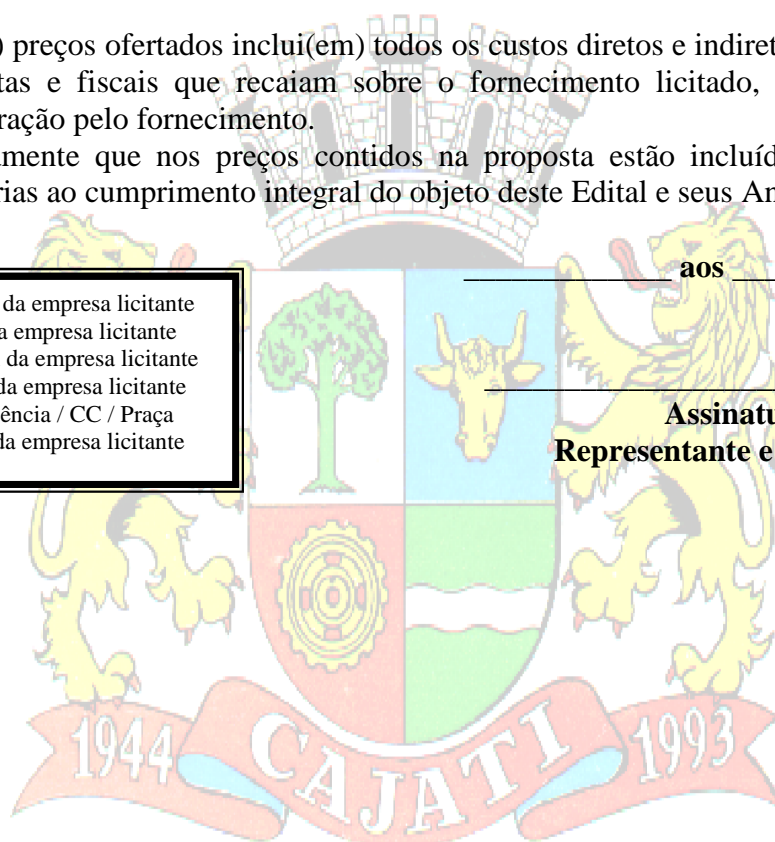 ) preços ofertados inclui(em) todos os custos diretos e indiret
tas e fiscais que recaiam sobre o fornecimento licitado,
ração pelo fornecimento.
mente que nos preços contidos na proposta estão incluíd
rias ao cumprimento integral do objeto deste Edital e seus An
_______________ aos __
da empresa licitante
a empresa licitante
da empresa licitante
da empresa licitante
ência / CC / Praça
da empresa licitante
Assinatu
Representante e
1944 CAJATI 1993